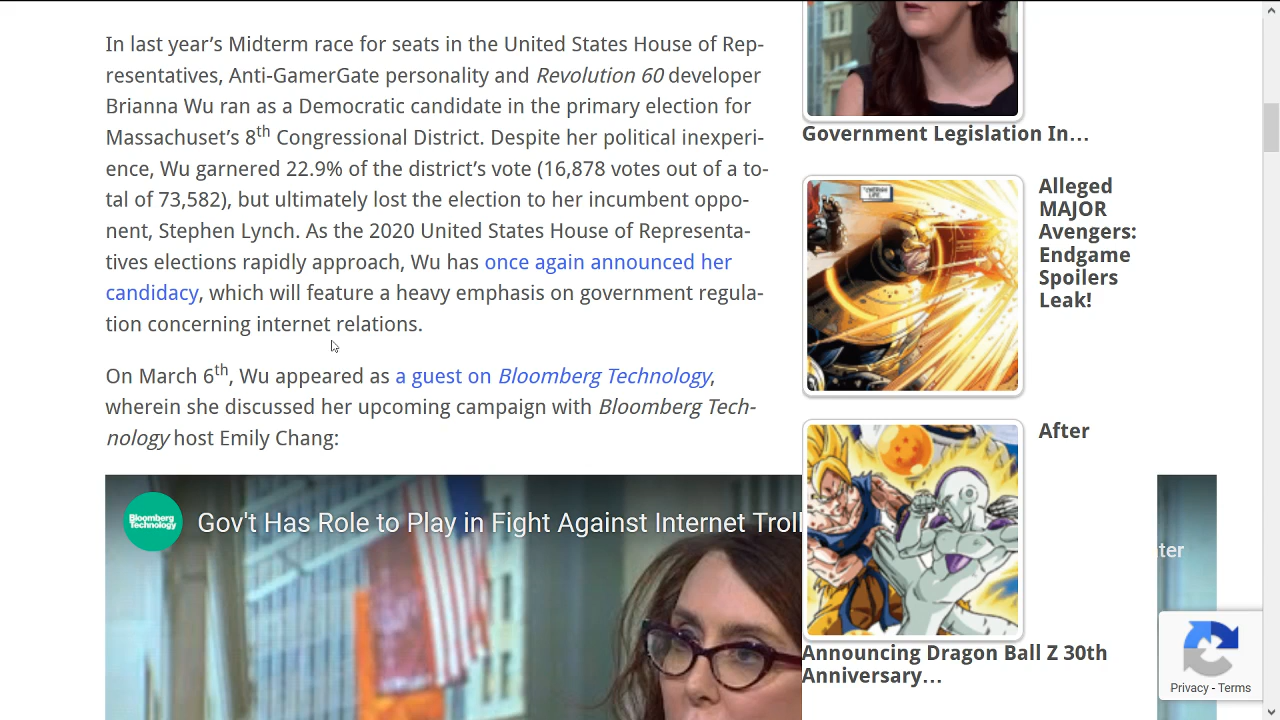 In last year’s Midterm race for seats in the United States House of Rep-
resentatives, Anti-GamerGate personality and Revolution 60 developer
Brianna Wu ran as a Democratic candidate in the primary election for
Massachuset’s 8th Congressional District. Despite her political inexperi-
ence, Wu garnered 22.9% of the district’s vote (16,878 votes out of a to-
tal of 73,582), but ultimately lost the election to her incumbent oppo-
nent, Stephen Lynch. As the 2020 United States House of Representa-
tives elections rapidly approach, Wu has once again announced her
candidacy, which will feature a heavy emphasis on government regula-
tion concerning internet relations.
On March 6th, Wu appeared as a guest on Bloomberg Technology,
wherein she discussed her upcoming campaign with Bloomberg Tech-
nology host Emily Chang:
Bloomberg
Technology
Gov't Has Role to Play in Fight Against Internet Troll
ter
Government Legislation In…
Alleged
MAJOR
Avengers:
Endgame
Spoilers
Leak!
After
Announcing Dragon Ball Z 30th
Anniversary…
Privacy - Terms